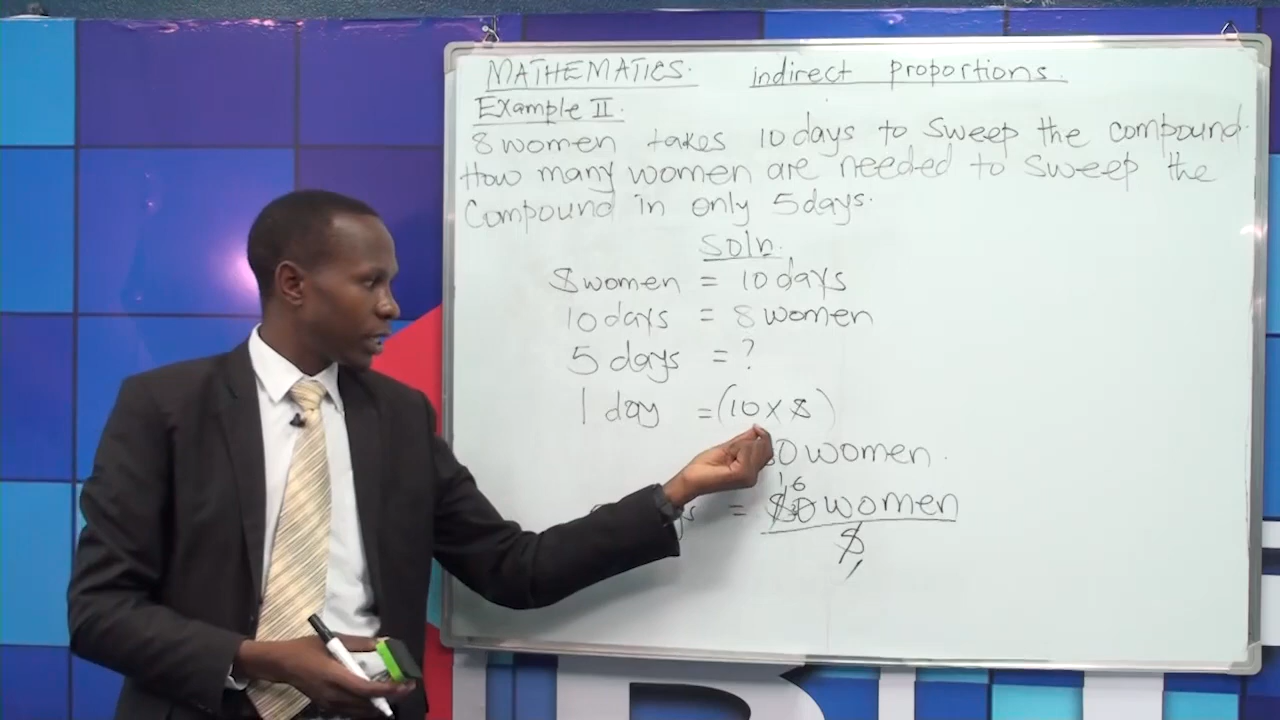 MATHEMATICS. indirect proportions.
Example II.
8 women takes 10 days to sweep the compound.
How many women are needed to sweep the
compound in only 5 days.
Soln.
8 women = 10 days
10 days = 8 women
5 days = ?
1 day = (10 x 8)
0 women.
= 80 women
16
5